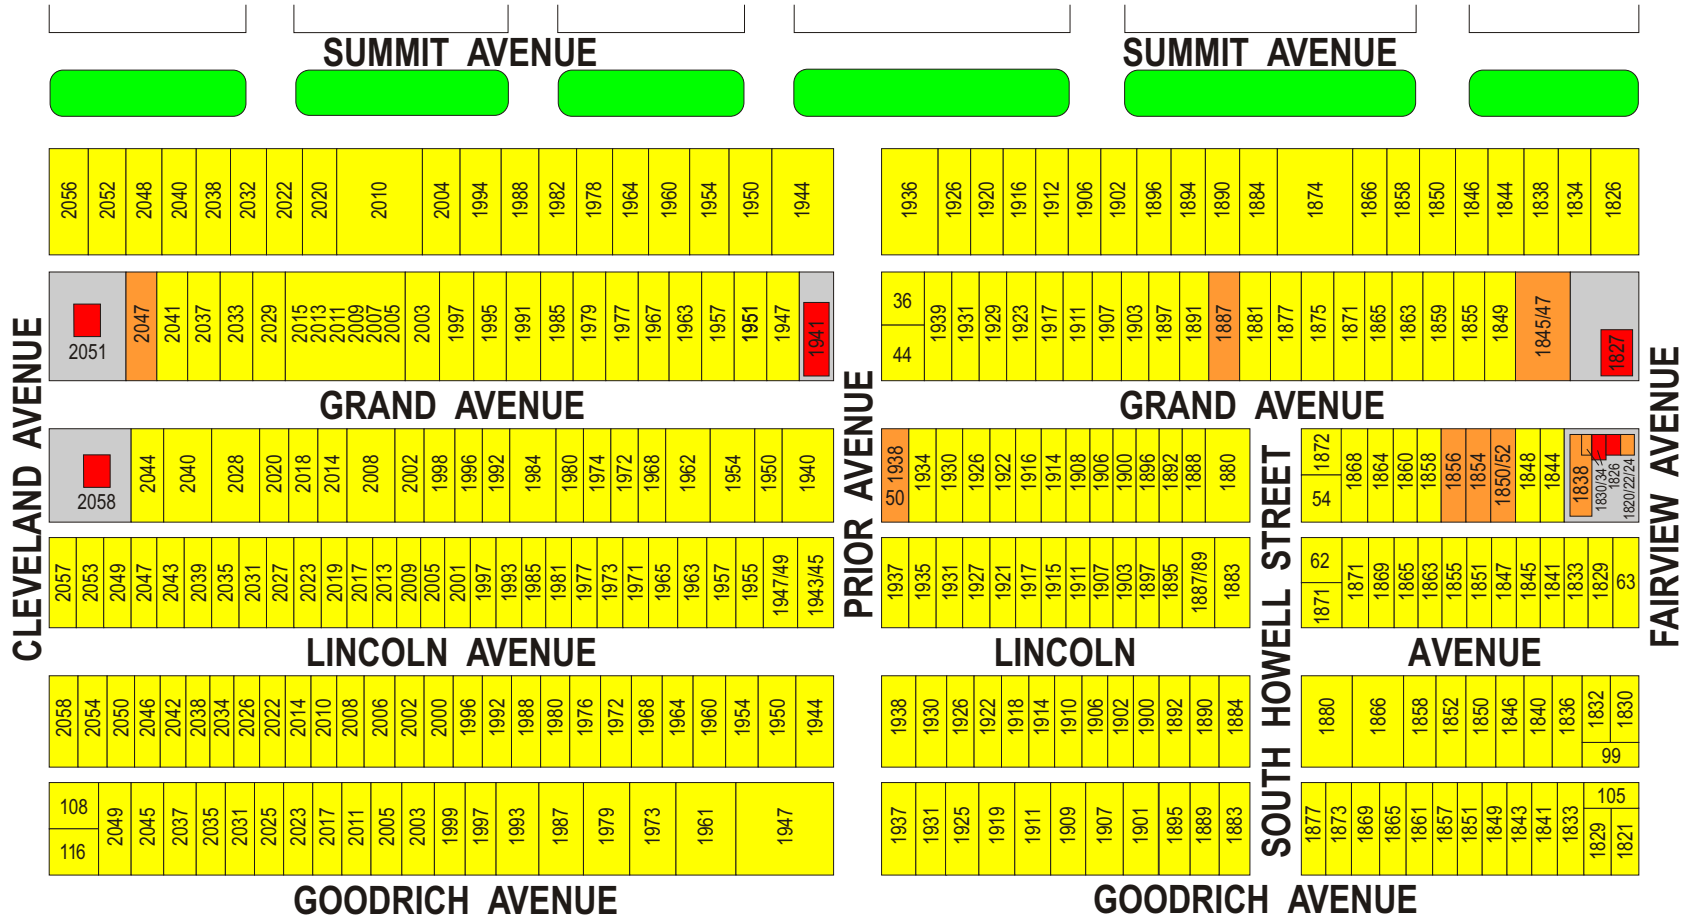 SUMMIT AVENUE SUMMIT AVENUE
2056 2052 2048 2040 2038 2032 2022 2020 2010 2004 1994 1988 1982 1978 1964 1960 1954 1950 1944
1936 1926 1920 1916 1912 1906 1902 1896 1894 1890 1884 1874 1866 1858 1850 1846 1844 1838 1834 1826
2051 2047 2041 2037 2033 2029 2015 2013 2011 2009 2007 2005 2003 1997 1995 1991 1985 1979 1977 1967 1963 1957 1951 1947 1941
36 44 1939 1931 1929 1923 1917 1911 1907 1903 1897 1891 1887 1881 1877 1875 1871 1865 1863 1859 1855 1849 1845/47 1827
CLEVELAND AVENUE
GRAND AVENUE
PRIOR AVENUE
GRAND AVENUE
FAIRVIEW AVENUE
2058 2044 2040 2028 2020 2018 2014 2008 2002 1998 1996 1992 1984 1980 1974 1972 1968 1962 1954 1950 1940
50 1938 1934 1930 1926 1922 1916 1914 1908 1906 1900 1896 1892 1888 1880
SOUTH HOWELL STREET
1872 54 1868 1864 1860 1858 1856 1854 1850/52 1848 1844 1838 1830/34 1826 1820/22/24
2057 2053 2049 2047 2043 2039 2035 2031 2027 2023 2019 2017 2013 2009 2005 2001 1997 1993 1985 1981 1977 1973 1971 1965 1963 1957 1955 1947/49 1943/45
1937 1935 1931 1927 1921 1917 1915 1911 1907 1903 1897 1895 1887/89 1883
62 1871 1871 1869 1865 1863 1855 1851 1847 1845 1841 1833 1829 63
LINCOLN AVENUE LINCOLN AVENUE
2058 2054 2050 2046 2042 2038 2034 2026 2022 2014 2010 2008 2006 2002 2000 1996 1992 1988 1980 1976 1972 1968 1964 1960 1954 1950 1944
1938 1930 1926 1922 1918 1914 1910 1906 1902 1900 1892 1890 1884
1880 1866 1858 1852 1850 1846 1840 1836 1832 1830
99
108 116 2049 2045 2037 2035 2031 2025 2023 2017 2011 2005 2003 1999 1997 1993 1987 1979 1973 1961 1947
1937 1931 1925 1919 1911 1909 1907 1901 1895 1889 1883
1877 1873 1869 1865 1861 1857 1851 1849 1843 1841 1833 105 1829 1821
GOODRICH AVENUE GOODRICH AVENUE